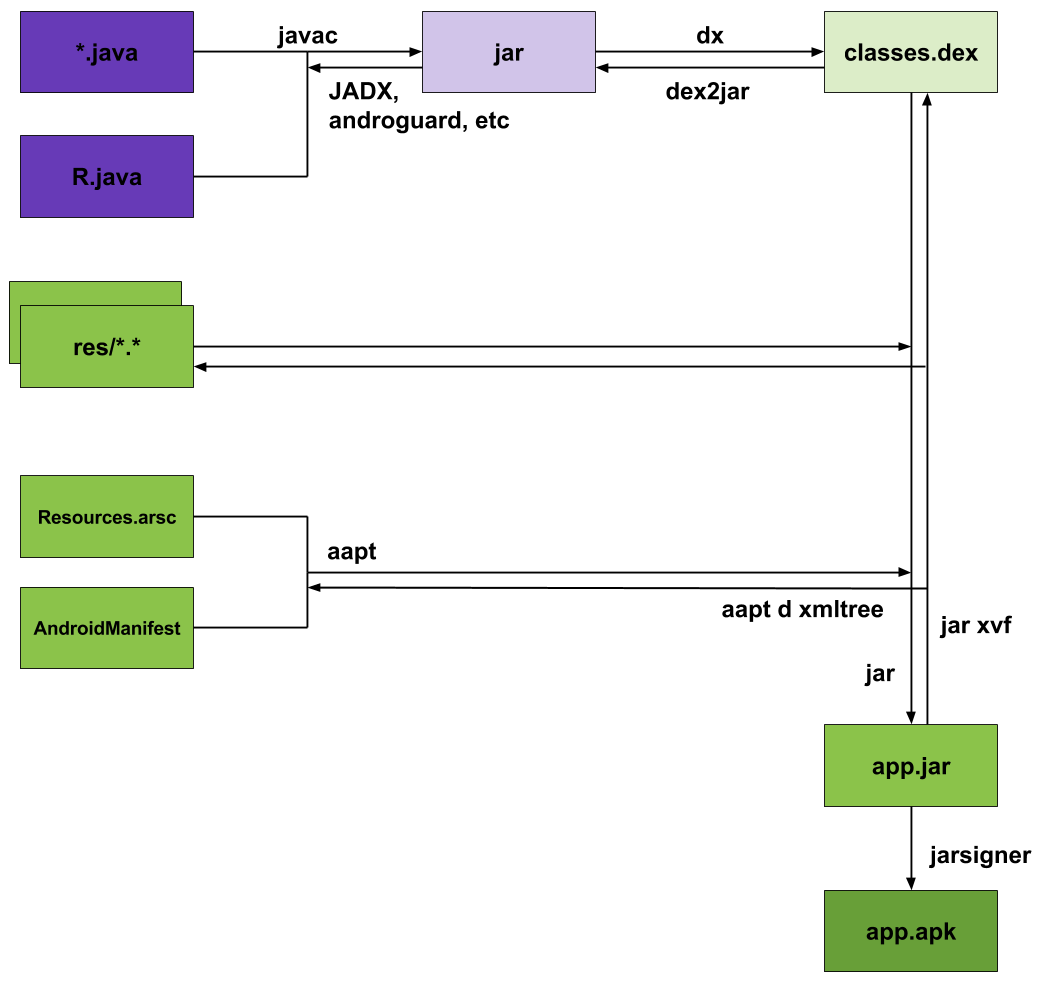 *.java
javac
jar
dx
classes.dex
JADX,
androguard, etc
dex2jar
R.java
res/*.*
Resources.arsc
aapt
AndroidManifest
aapt d xmltree
jar xvf
jar
app.jar
jarsigner
app.apk